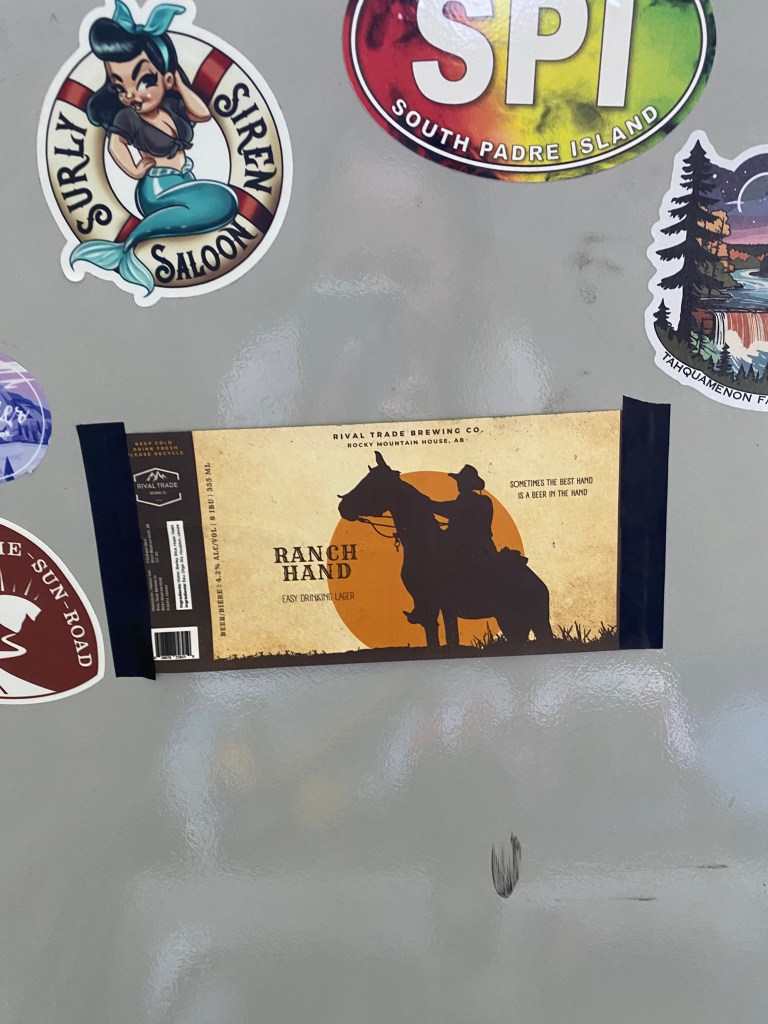 SURLY
SIREN
SALOON
SPI
SOUTH PADRE ISLAND
TAHQUAMENON
-SUN-ROAD
KEEP COLD
DRINK FRESH
PLEASE RECYCLE
RIVAL TRADE
BREWING CO.
BEER/BIÈRE | 4.2% ALC/VOL | 8 IBU | 355 ML
RIVAL TRADE BREWING CO.
ROCKY MOUNTAIN HOUSE, AB
SOMETIMES THE BEST HAND
IS A BEER IN THE HAND
RANCH
HAND
EASY DRINKING LAGER